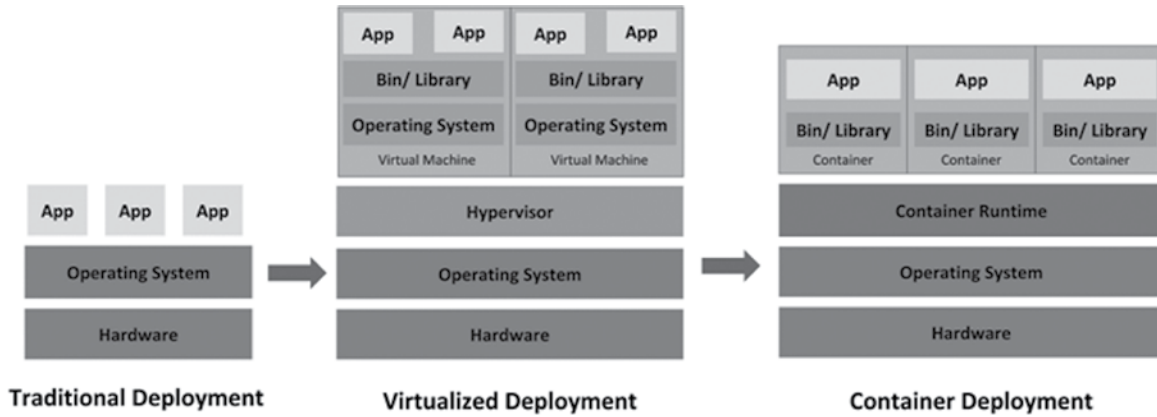 App App App
Operating System
Hardware
Traditional Deployment
App App App App
Bin/ Library Bin/ Library
Operating System Operating System
Virtual Machine Virtual Machine
Hypervisor
Operating System
Hardware
Virtualized Deployment
App App App
Bin/ Library Bin/ Library Bin/ Library
Container Container Container
Container Runtime
Operating System
Hardware
Container Deployment